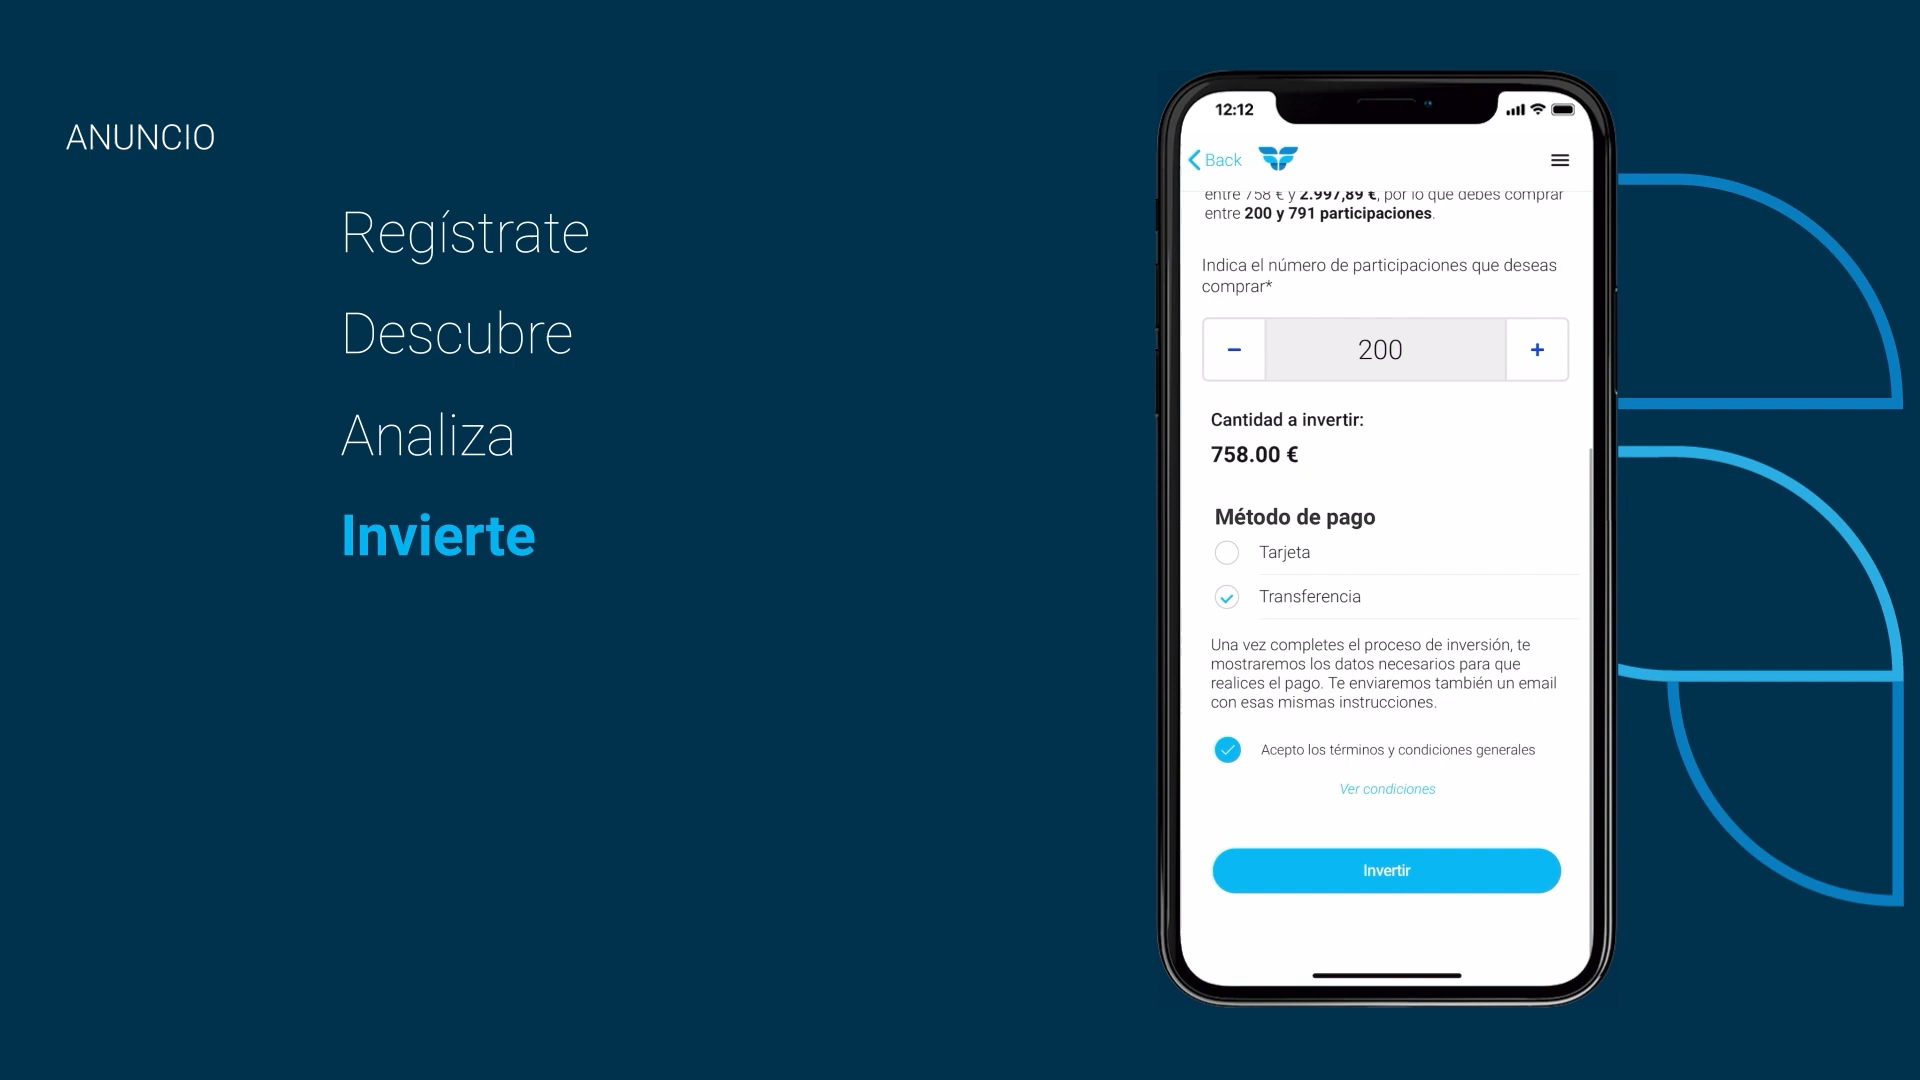 ANUNCIO
Regístrate
Descubre
Analiza
Invierte
12:12
Back
entre 758 € y 2.997,89 €, por lo que debes comprar
entre 200 y 791 participaciones.
Indica el número de participaciones que deseas
comprar*
− 200 +
Cantidad a invertir:
758.00 €
Método de pago
Tarjeta
Transferencia
Una vez completes el proceso de inversión, te
mostraremos los datos necesarios para que
realices el pago. Te enviaremos también un email
con esas mismas instrucciones.
Acepto los términos y condiciones generales
Ver condiciones
Invertir